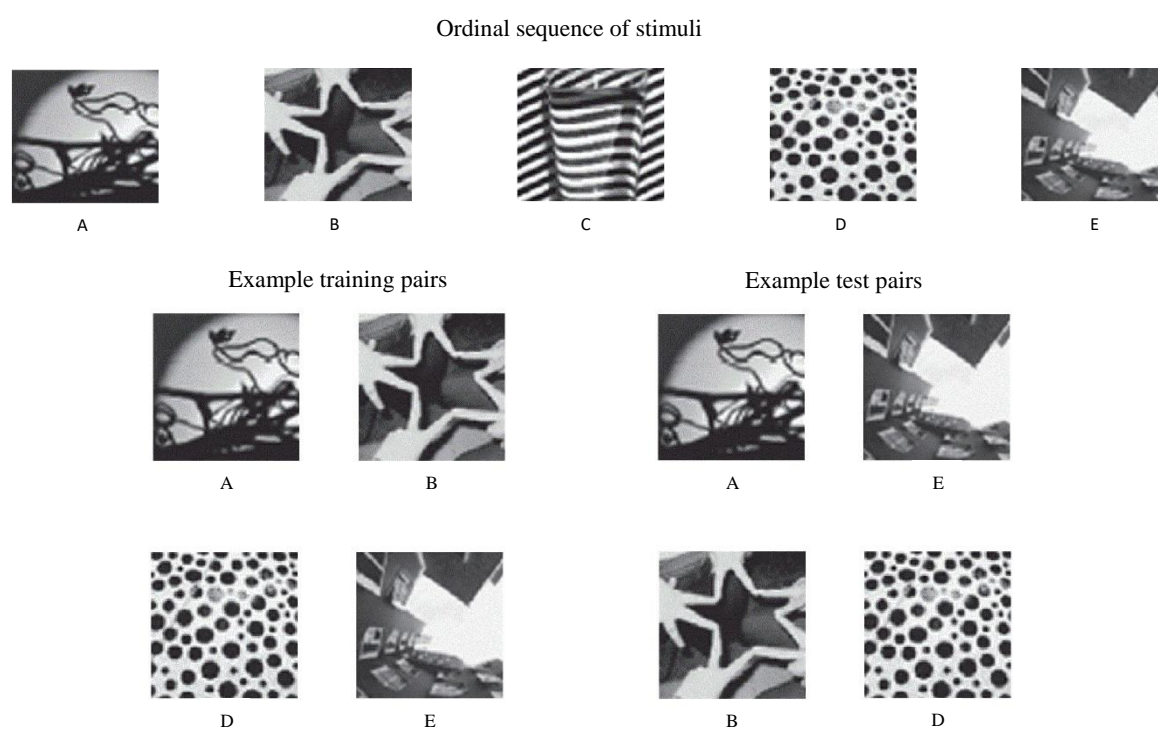 Ordinal sequence of stimuli
A B C D E
Example training pairs Example test pairs
A B A E
D E B D